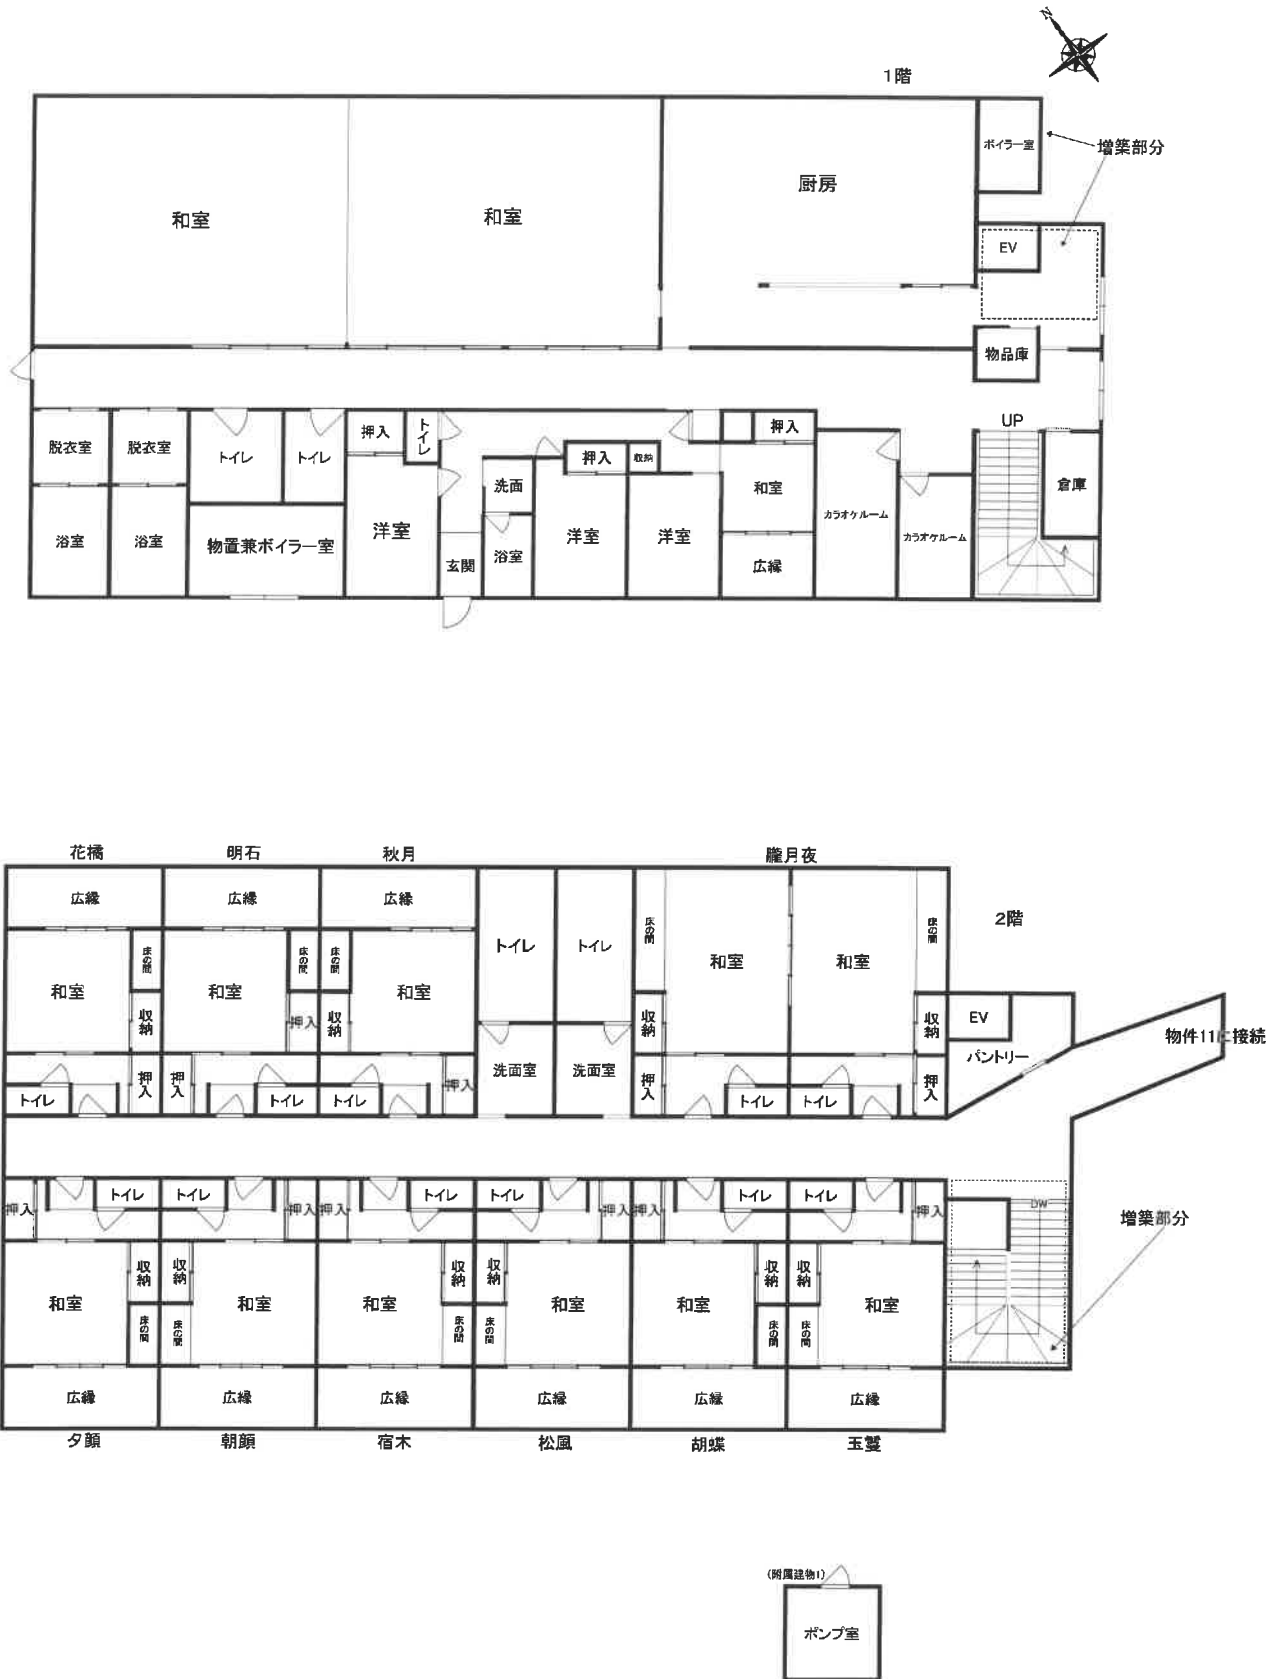 N
1階
ボイラー室
増築部分
和室
和室
厨房
EV
物品庫
脱衣室
脱衣室
トイレ
トイレ
押入
トイレ
押入
収納
押入
UP
洗面
和室
倉庫
浴室
浴室
物置兼ボイラー室
洋室
玄関
浴室
洋室
洋室
広縁
カラオケルーム
カラオケルーム
花橘
明石
秋月
朧月夜
2階
広縁
広縁
広縁
床の間
床の間
トイレ
トイレ
和室
床の間
和室
床の間
床の間
和室
和室
和室
収納
押入
収納
収納
収納
EV
物件11に接続
パントリー
押入
押入
押入
洗面室
洗面室
押入
押入
トイレ
トイレ
トイレ
トイレ
トイレ
押入
トイレ
トイレ
押入
押入
トイレ
トイレ
押入
押入
トイレ
トイレ
押入
DW
増築部分
和室
収納
収納
和室
和室
収納
収納
和室
和室
収納
収納
和室
床の間
床の間
床の間
床の間
床の間
床の間
広縁
広縁
広縁
広縁
広縁
広縁
夕顔
朝顔
宿木
松風
胡蝶
玉鬘
(附属建物1)
ポンプ室